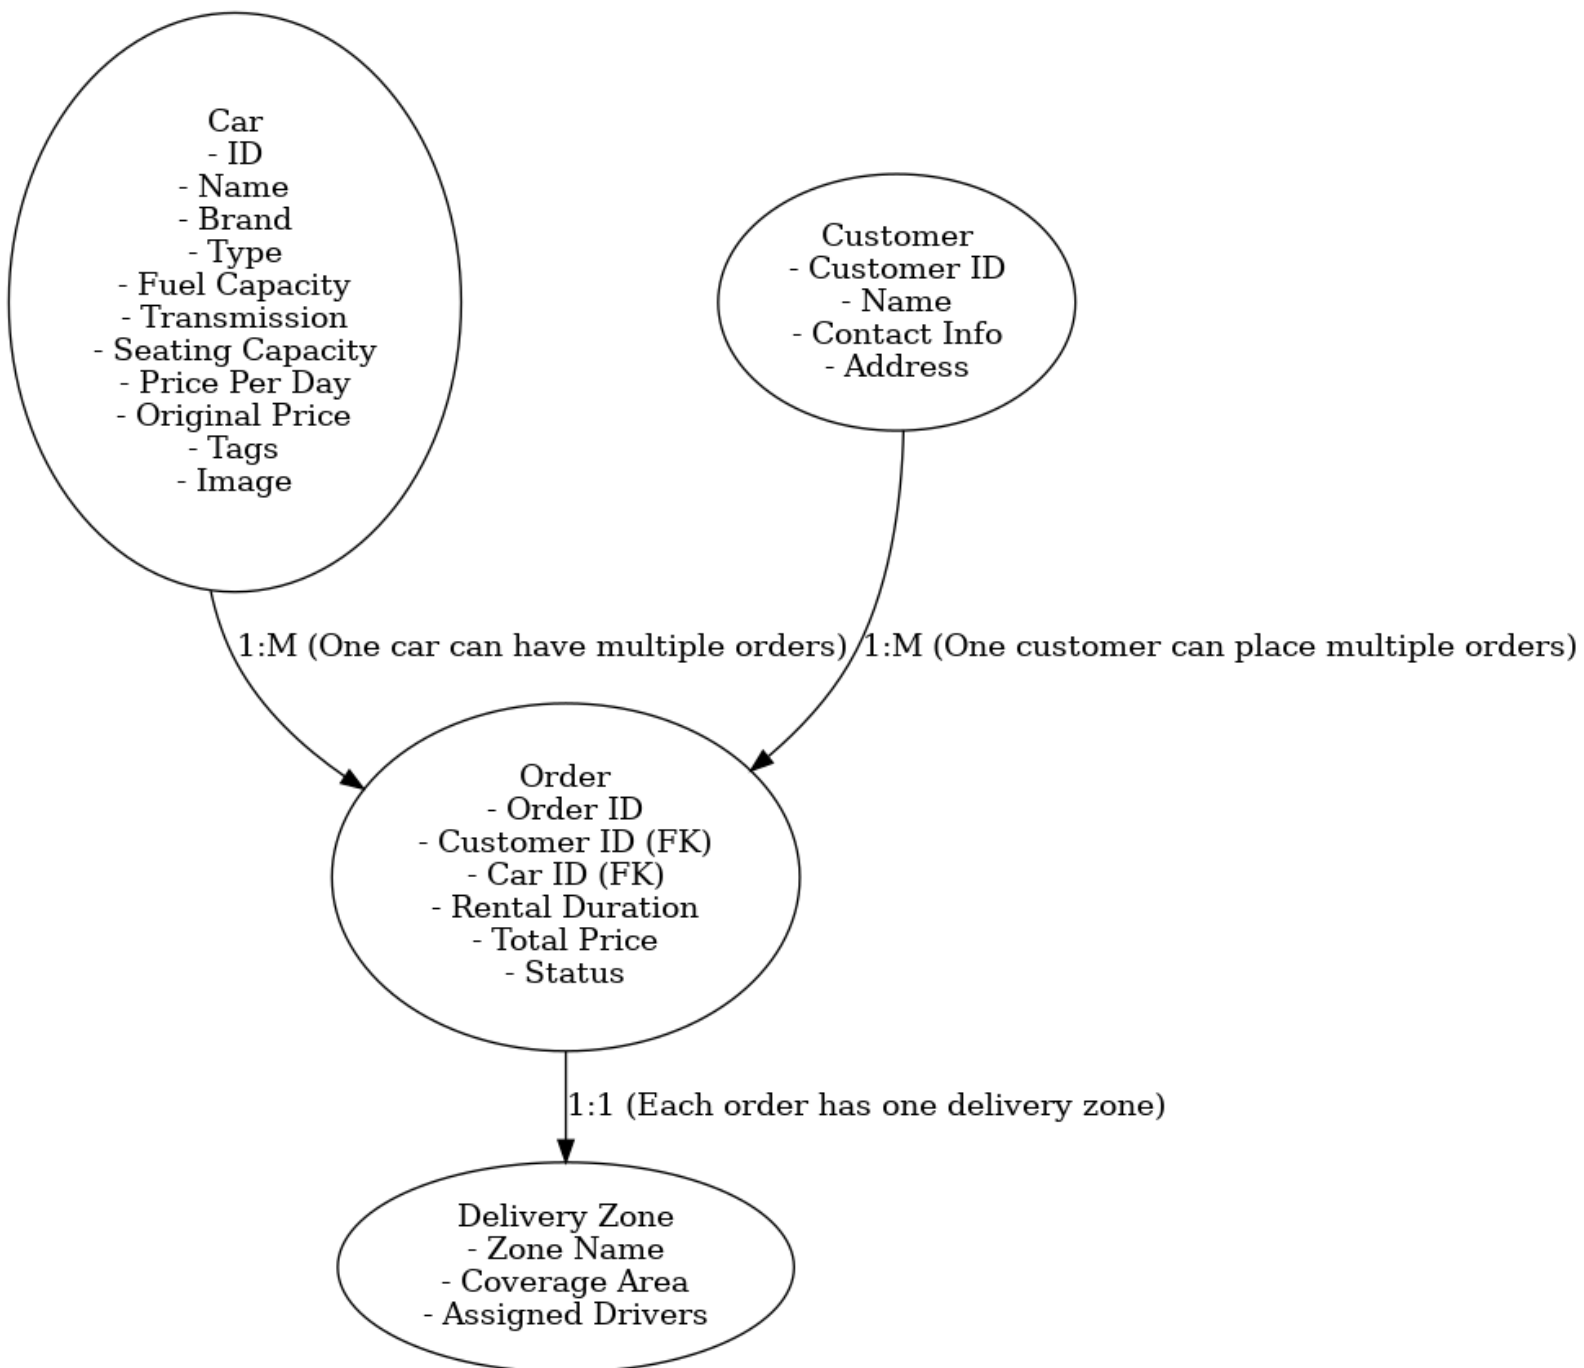 Car
- ID
- Name
- Brand
- Type
- Fuel Capacity
- Transmission
- Seating Capacity
- Price Per Day
- Original Price
- Tags
- Image
Customer
- Customer ID
- Name
- Contact Info
- Address
1:M (One car can have multiple orders)
1:M (One customer can place multiple orders)
Order
- Order ID
- Customer ID (FK)
- Car ID (FK)
- Rental Duration
- Total Price
- Status
1:1 (Each order has one delivery zone)
Delivery Zone
- Zone Name
- Coverage Area
- Assigned Drivers